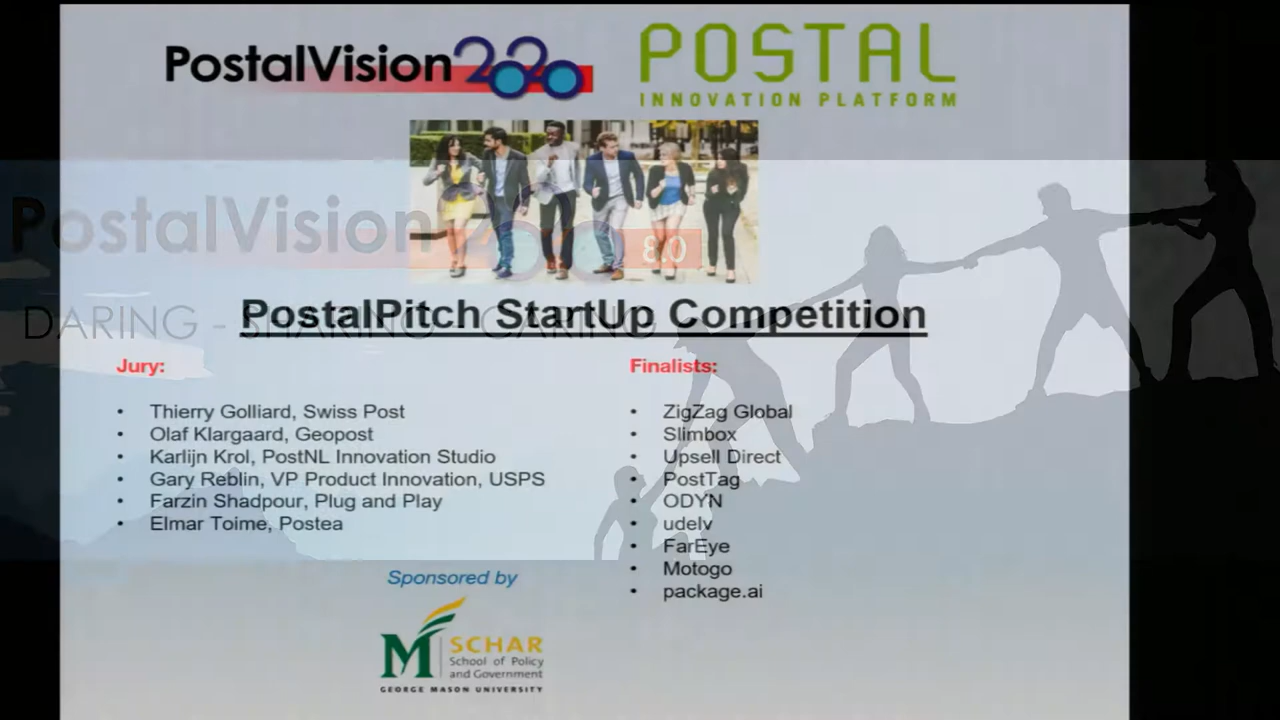 PostalVision 2020
POSTAL
INNOVATION PLATFORM
PostalVision 8.0
DARING - SHARING - CARING
PostalPitch StartUp Competition
Jury:
• Thierry Golliard, Swiss Post
• Olaf Klargaard, Geopost
• Karlijn Krol, PostNL Innovation Studio
• Gary Reblin, VP Product Innovation, USPS
• Farzin Shadpour, Plug and Play
• Elmar Toime, Postea
Finalists:
• ZigZag Global
• Slimbox
• Upsell Direct
• PostTag
• ODYN
• udelv
• FarEye
• Motogo
• package.ai
Sponsored by
M SCHAR
School of Policy
and Government
GEORGE MASON UNIVERSITY